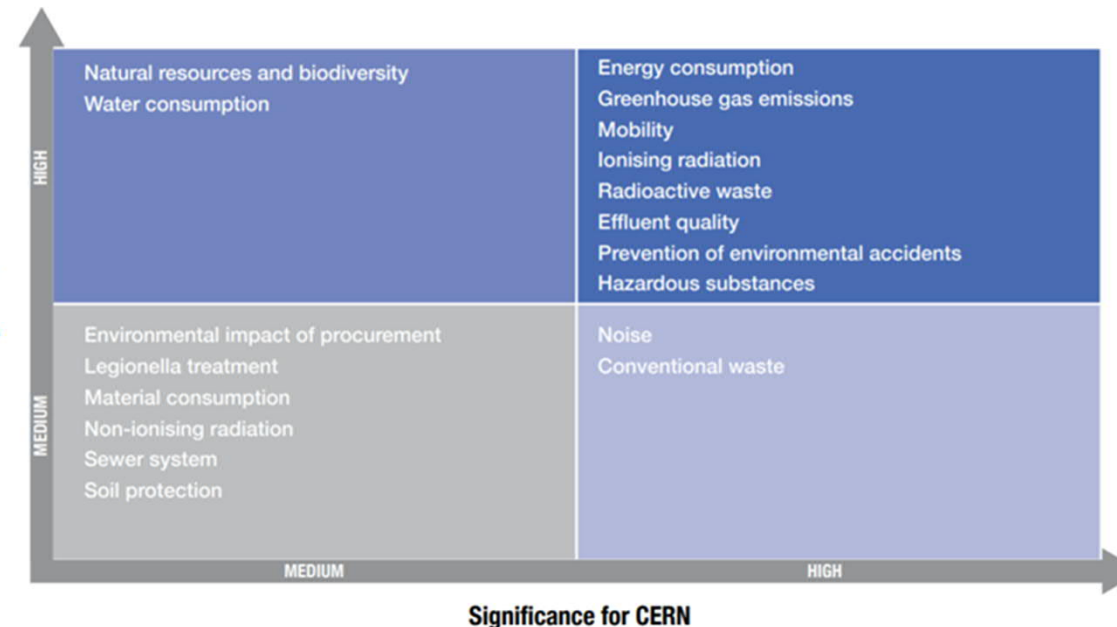 HIGH
Natural resources and biodiversity
Water consumption
Energy consumption
Greenhouse gas emissions
Mobility
Ionising radiation
Radioactive waste
Effluent quality
Prevention of environmental accidents
Hazardous substances
MEDIUM
Environmental impact of procurement
Legionella treatment
Material consumption
Non-ionising radiation
Sewer system
Soil protection
Noise
Conventional waste
MEDIUM
HIGH
Significance for CERN